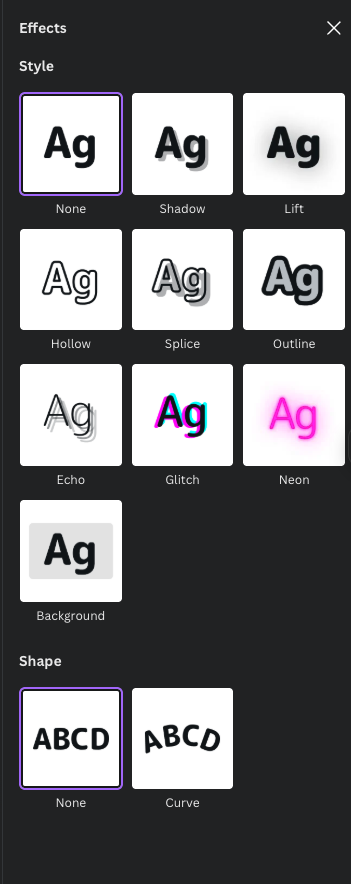 Effects
Style
Ag Ag Ag
None Shadow Lift
Ag Ag Ag
Hollow Splice Outline
Ag Ag Ag
Echo Glitch Neon
Ag
Background
Shape
ABCD ABCD
None Curve